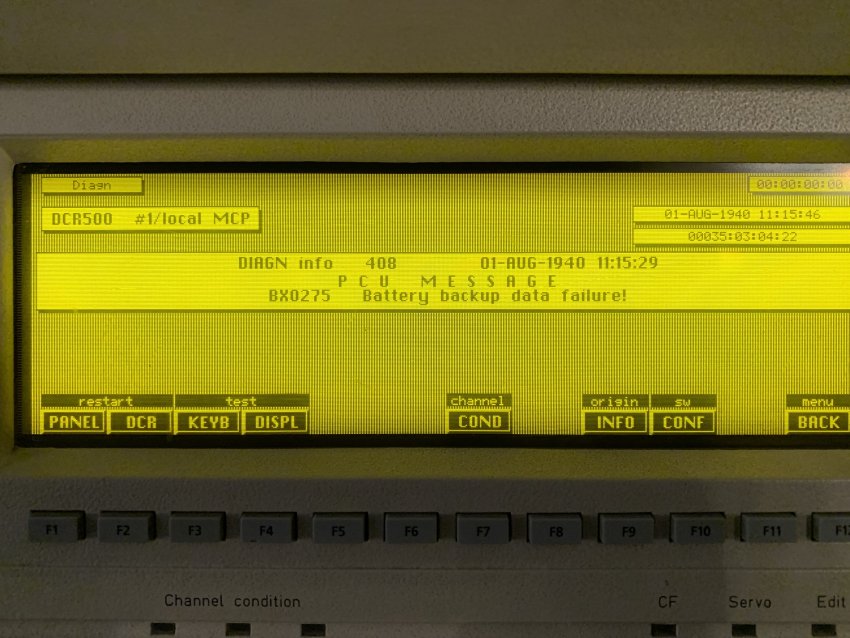 Diagn
00:00:00:00
DCR500 #1/local MCP
01-AUG-1940 11:15:46
00035:03:04:22
DIAGN info 408 01-AUG-1940 11:15:29
PCU MESSAGE
BX0275 Battery backup data failure!
restart test channel origin sw menu
PANEL DCR KEYB DISPL COND INFO CONF BACK
F1 F2 F3 F4 F5 F6 F7 F8 F9 F10 F11
Channel condition CF Servo Edit